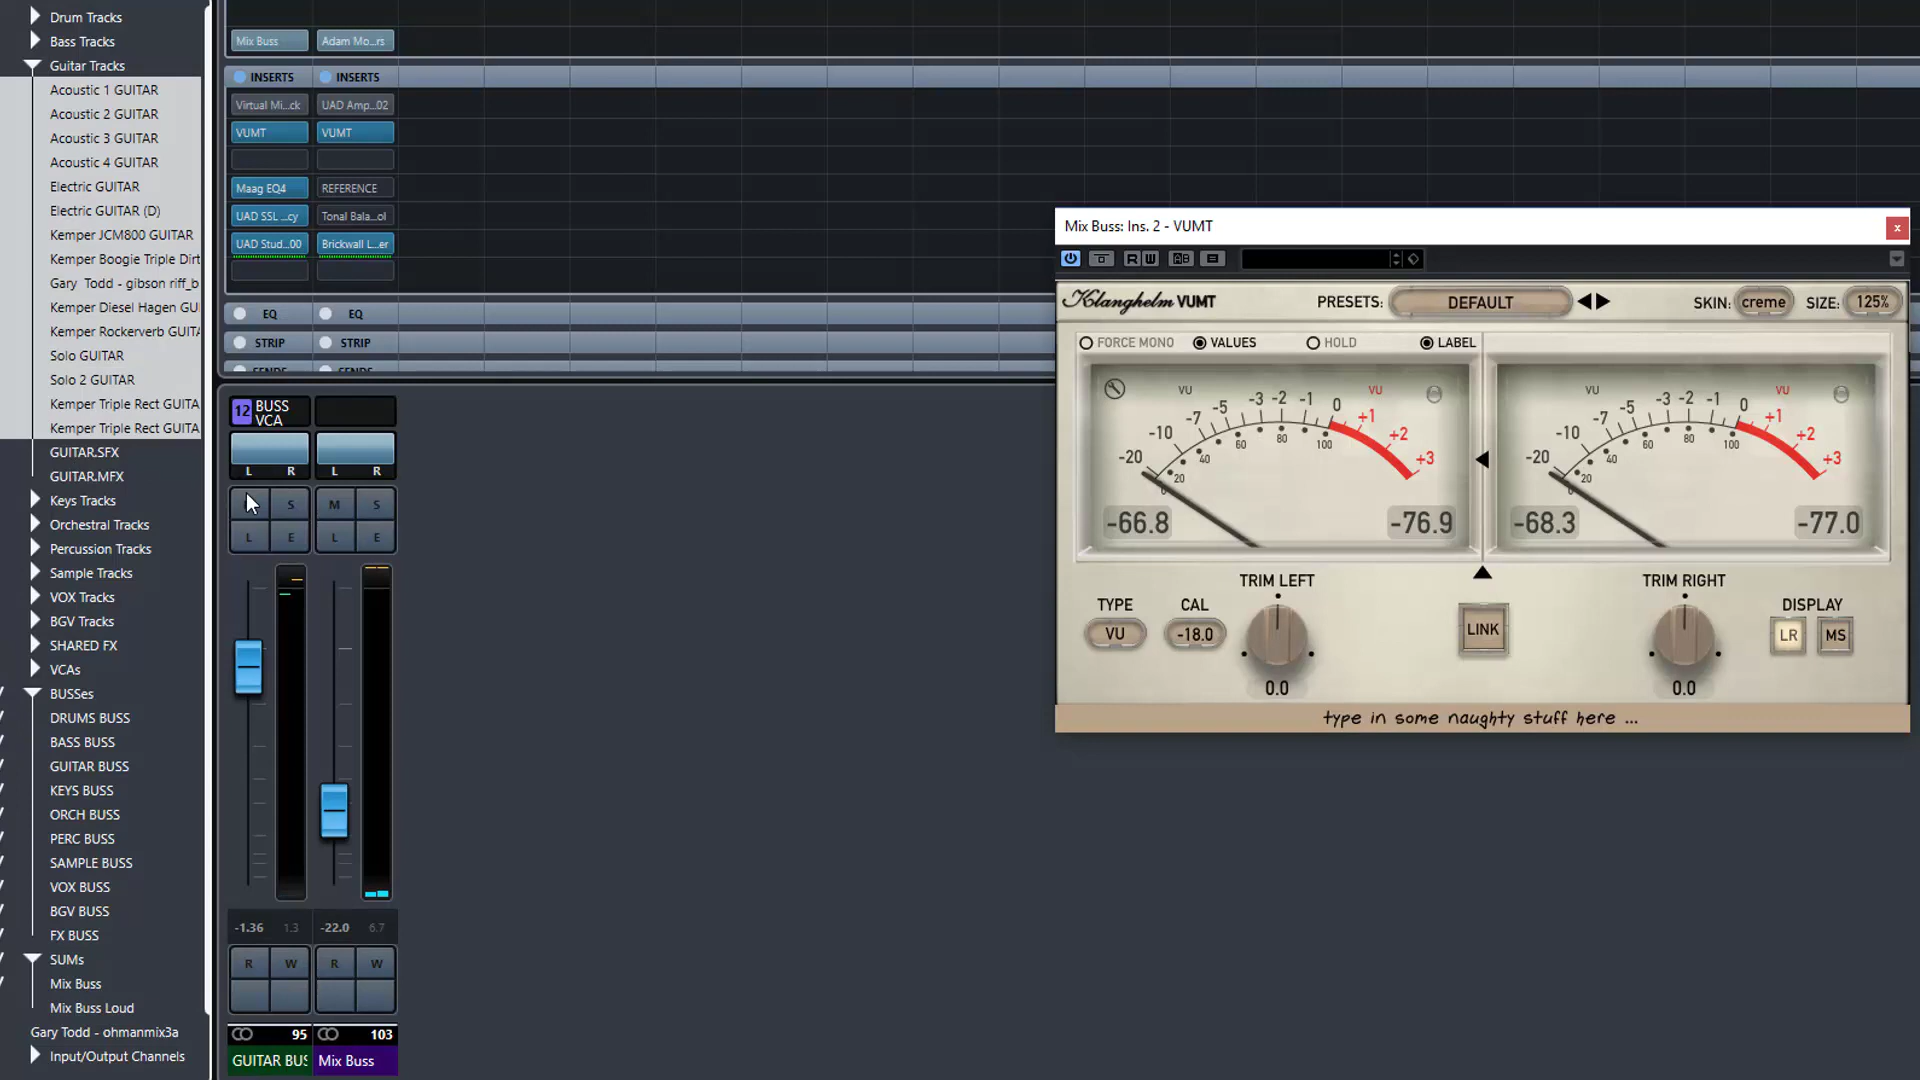 Drum Tracks
Bass Tracks
Guitar Tracks
Acoustic 1 GUITAR
Acoustic 2 GUITAR
Acoustic 3 GUITAR
Acoustic 4 GUITAR
Electric GUITAR
Electric GUITAR (D)
Kemper JCM800 GUITAR
Kemper Boogie Triple Dirt
Gary Todd - gibson riff_b
Kemper Diesel Hagen GUI
Kemper Rockerverb GUITA
Solo GUITAR
Solo 2 GUITAR
Kemper Triple Rect GUITA
Kemper Triple Rect GUITA
GUITAR.SFX
GUITAR.MFX
Keys Tracks
Orchestral Tracks
Percussion Tracks
Sample Tracks
VOX Tracks
BGV Tracks
SHARED FX
VCAs
BUSSes
DRUMS BUSS
BASS BUSS
GUITAR BUSS
KEYS BUSS
ORCH BUSS
PERC BUSS
SAMPLE BUSS
VOX BUSS
BGV BUSS
FX BUSS
SUMs
Mix Buss
Mix Buss Loud
Gary Todd - ohmanmix3a
Input/Output Channels
Mix Buss Adam Mo...rs
INSERTS INSERTS
Virtual Mi...ck UAD Amp...02
VUMT VUMT
Maag EQ4 REFERENCE
UAD SSL ...cy Tonal Bala...ol
UAD Stud...00 Brickwall L...er
EQ EQ
STRIP STRIP
12 BUSS
VCA
L R L R
S M S
L E L E
-1.36 1.3 -22.0 6.7
R W R W
95 103
GUITAR BUS Mix Buss
Mix Buss: Ins. 2 - VUMT
R W AB
Klanghelm VUMT PRESETS: DEFAULT SKIN: creme SIZE: 125%
FORCE MONO VALUES HOLD LABEL
VU VU
-20 -10 -7 -5 -3 -2 -1 0 +1 +2 +3
0 20 40 60 80 100
-66.8 -76.9
VU VU
-20 -10 -7 -5 -3 -2 -1 0 +1 +2 +3
0 20 40 60 80 100
-68.3 -77.0
TRIM LEFT TRIM RIGHT
TYPE CAL DISPLAY
VU -18.0 LINK LR MS
0.0 0.0
type in some naughty stuff here ...